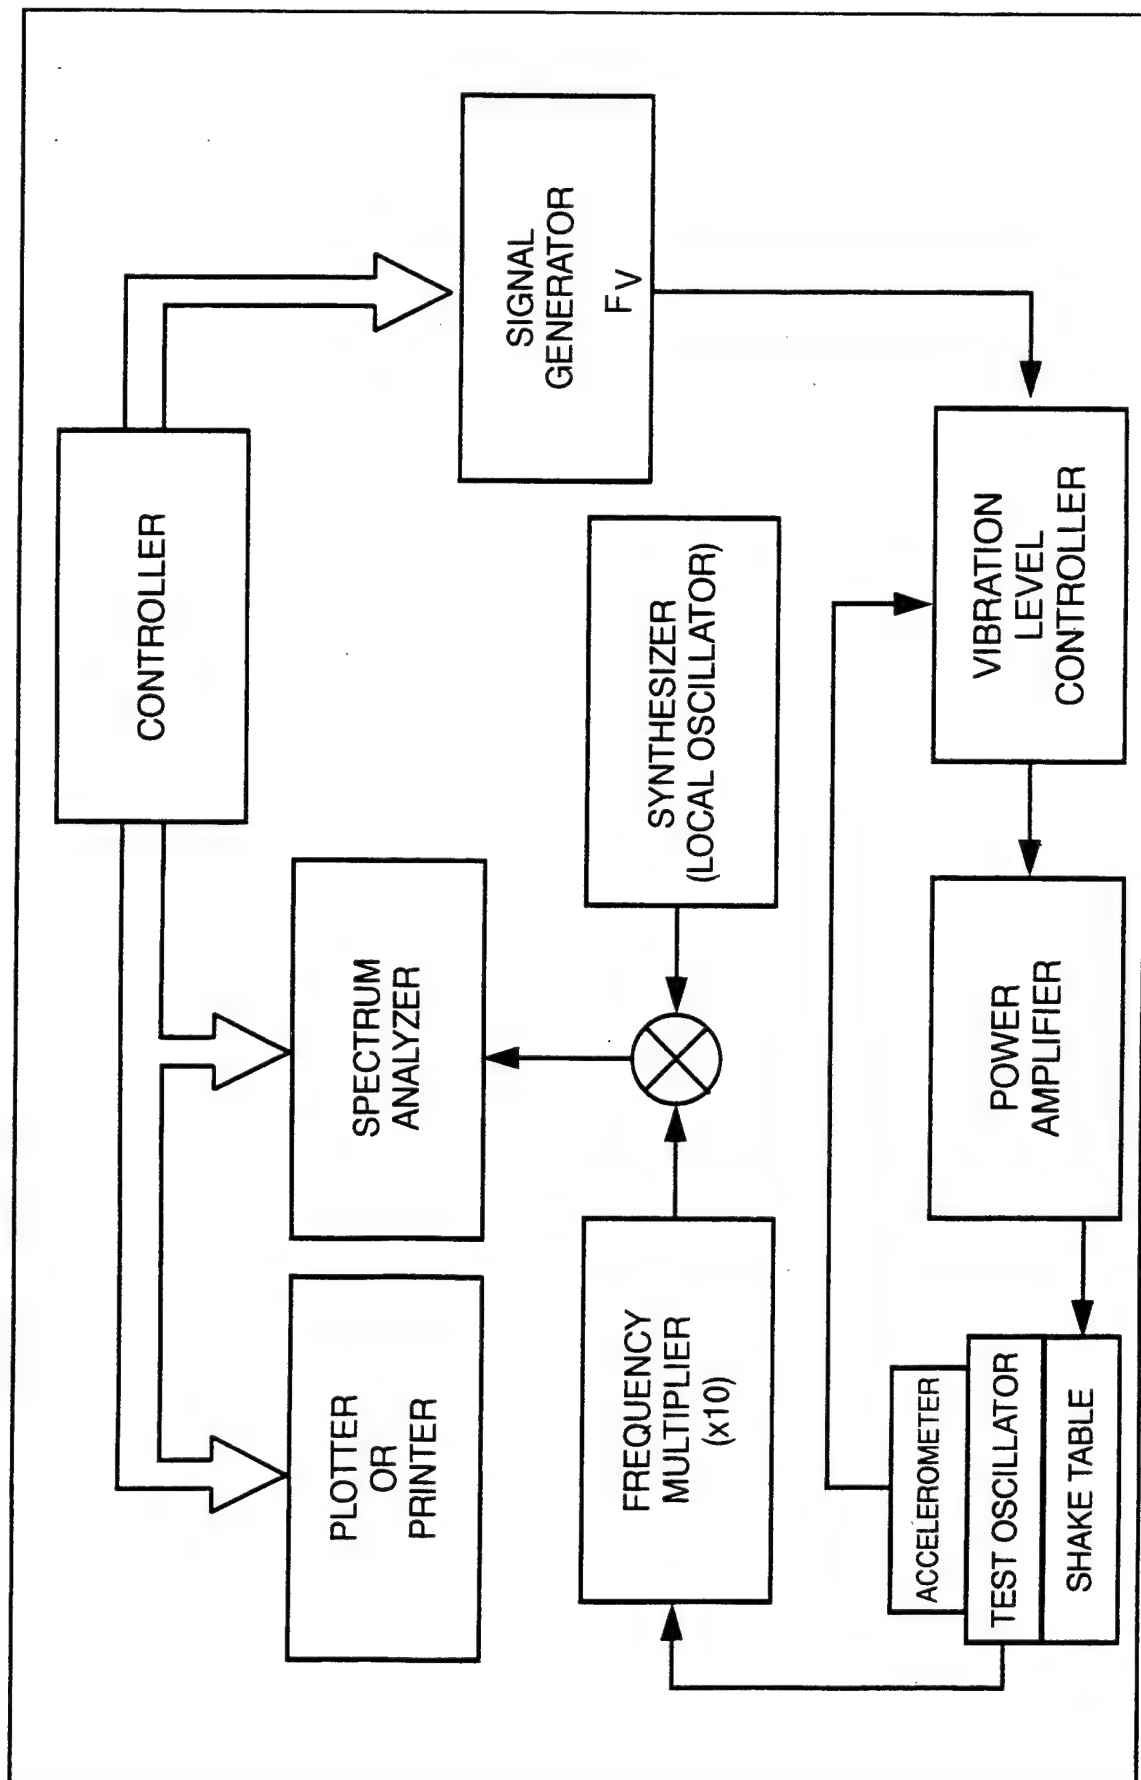 CONTROLLER
SIGNAL
GENERATOR
FV
SPECTRUM
ANALYZER
PLOTTER
OR
PRINTER
SYNTHESIZER
(LOCAL OSCILLATOR)
FREQUENCY
MULTIPLIER
(x10)
VIBRATION
LEVEL
CONTROLLER
POWER
AMPLIFIER
ACCELEROMETER
TEST OSCILLATOR
SHAKE TABLE